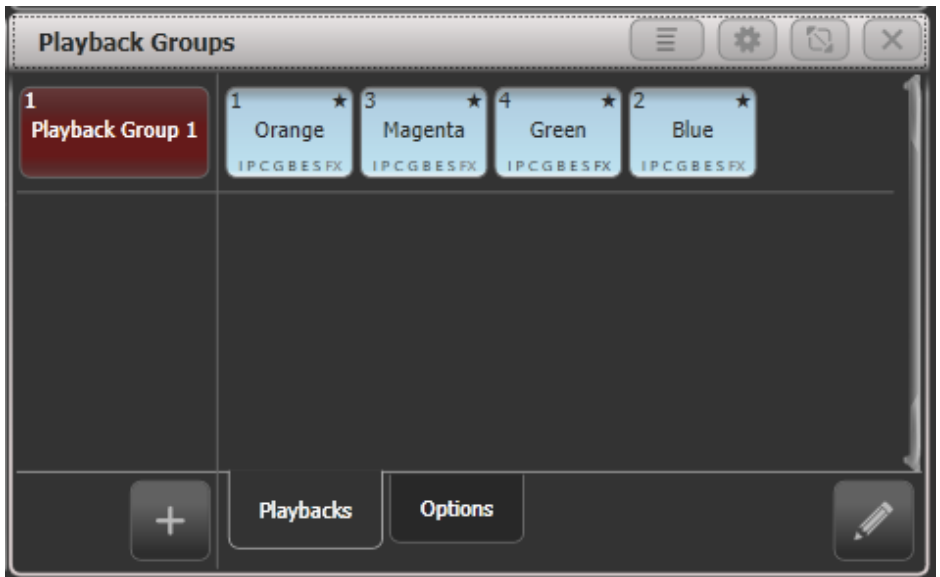 Playback Groups
1
Playback Group 1
1 ★
Orange
IPCGBESFX
3 ★
Magenta
IPCGBESFX
4 ★
Green
IPCGBESFX
2 ★
Blue
IPCGBESFX
+
Playbacks
Options